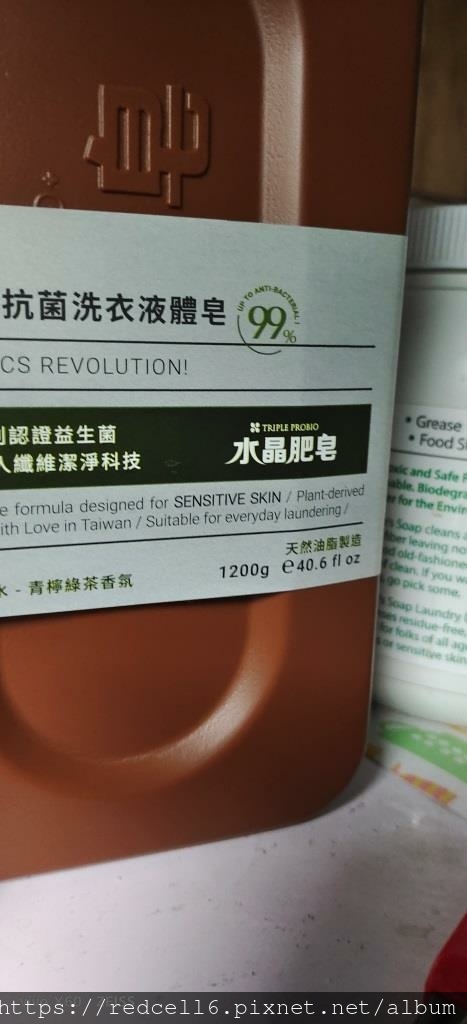 抗菌洗衣液體皂
UP TO ANTI-BACTERIAL
99%
CS REVOLUTION!
認證益生菌
纖維潔淨科技
TRIPLE PROBIO
水晶肥皂
e formula designed for SENSITIVE SKIN / Plant-derived
ith Love in Taiwan / Suitable for everyday laundering /
天然油脂製造
1200g ℮40.6 fl oz
水 - 青檸綠茶香氛
• Grease
• Food S
xic and Safe F
able, Biodegra
er for the Envir
Soap cleans a
ber leaving no
d old-fashione
f clean. If you w
go pick some.
s Soap Laundry
es residue-free,
for folks of all age
or sensitive skin
https://redcell6.pixnet.net/album